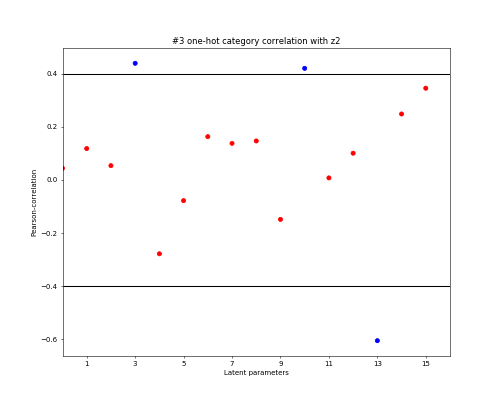 #3 one-hot category correlation with z2
Pearson-correlation
0.4
0.2
0.0
−0.2
−0.4
−0.6
1 3 5 7 9 11 13 15
Latent parameters